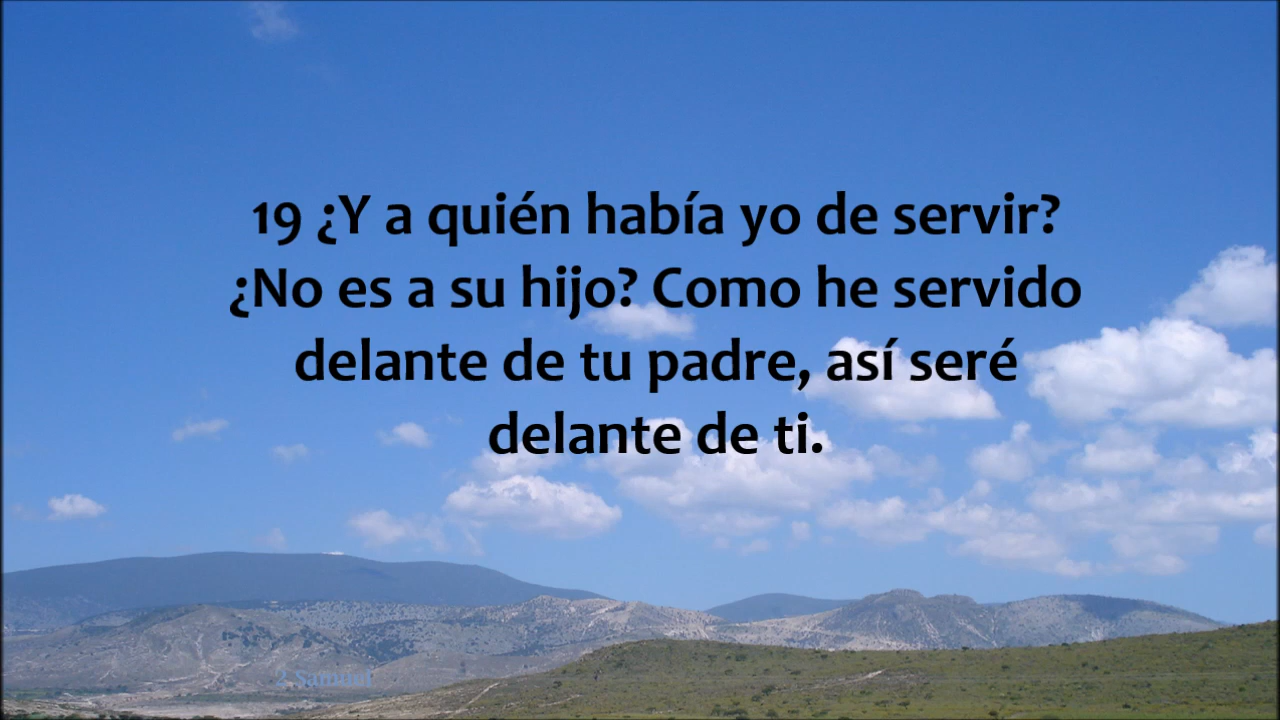 19 ¿Y a quién había yo de servir?
¿No es a su hijo? Como he servido
delante de tu padre, así seré
delante de ti.
2 Samuel